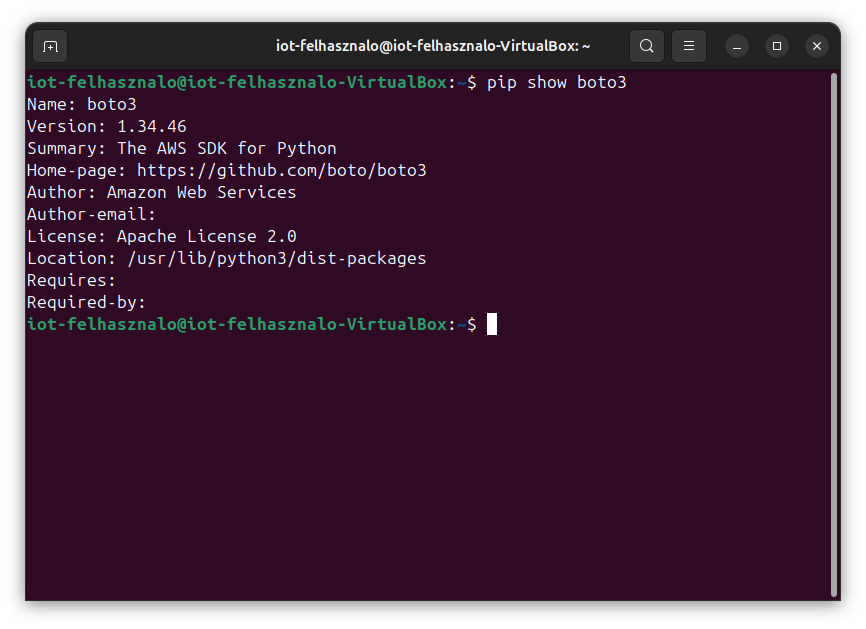 iot-felhasznalo@iot-felhasznalo-VirtualBox: ~
iot-felhasznalo@iot-felhasznalo-VirtualBox:~$ pip show boto3
Name: boto3
Version: 1.34.46
Summary: The AWS SDK for Python
Home-page: https://github.com/boto/boto3
Author: Amazon Web Services
Author-email:
License: Apache License 2.0
Location: /usr/lib/python3/dist-packages
Requires:
Required-by:
iot-felhasznalo@iot-felhasznalo-VirtualBox:~$